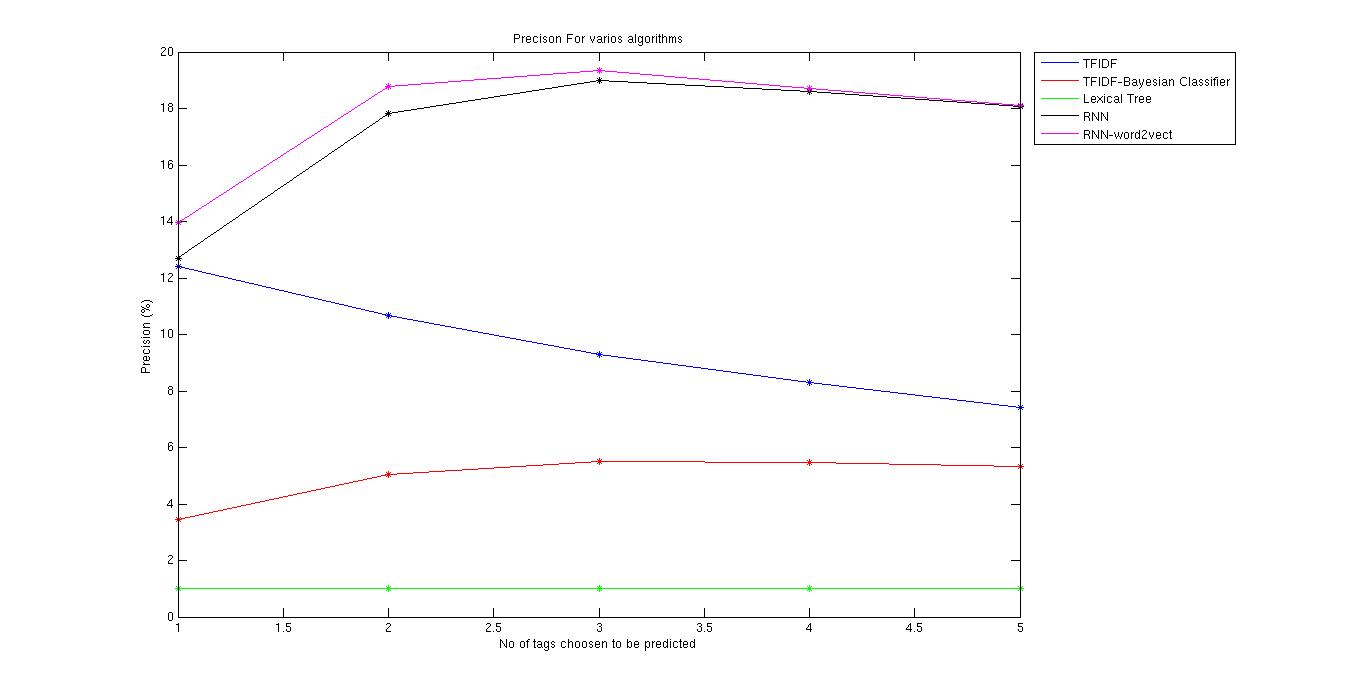 Precison For varios algorithms
20
18
16
14
12
10
8
6
4
2
0
Precision (%)
1 1.5 2 2.5 3 3.5 4 4.5 5
No of tags choosen to be predicted
TFIDF
TFIDF-Bayesian Classifier
Lexical Tree
RNN
RNN-word2vect